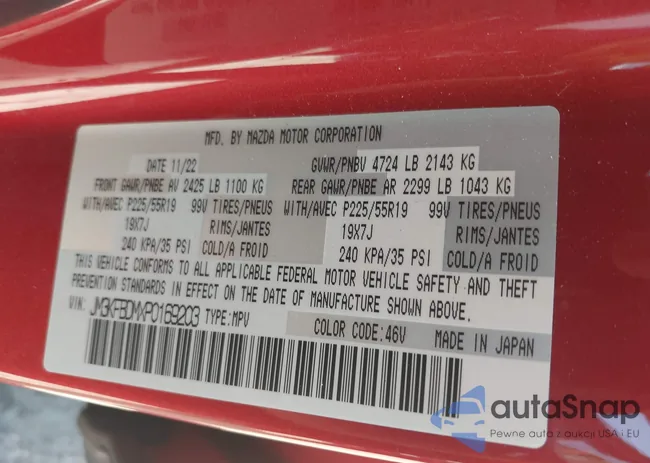 MFD. BY MAZDA MOTOR CORPORATION
DATE 11/22 GVWR/PNBV 4724 LB 2143 KG
FRONT GAWR/PNBE AV 2425 LB 1100 KG REAR GAWR/PNBE AR 2299 LB 1043 KG
WITH/AVEC P225/55R19 99V TIRES/PNEUS WITH/AVEC P225/55R19 99V TIRES/PNEUS
19X7J RIMS/JANTES 19X7J RIMS/JANTES
240 KPA/35 PSI COLD/A FROID 240 KPA/35 PSI COLD/A FROID
THIS VEHICLE CONFORMS TO ALL APPLICABLE FEDERAL MOTOR VEHICLE SAFETY AND THEFT
PREVENTION STANDARDS IN EFFECT ON THE DATE OF MANUFACTURE SHOWN ABOVE.
VIN: JM3KFBDMXP0169203 TYPE:MPV
COLOR CODE:46V MADE IN JAPAN
autoSnap
Pewne auto z aukcji USA i EU